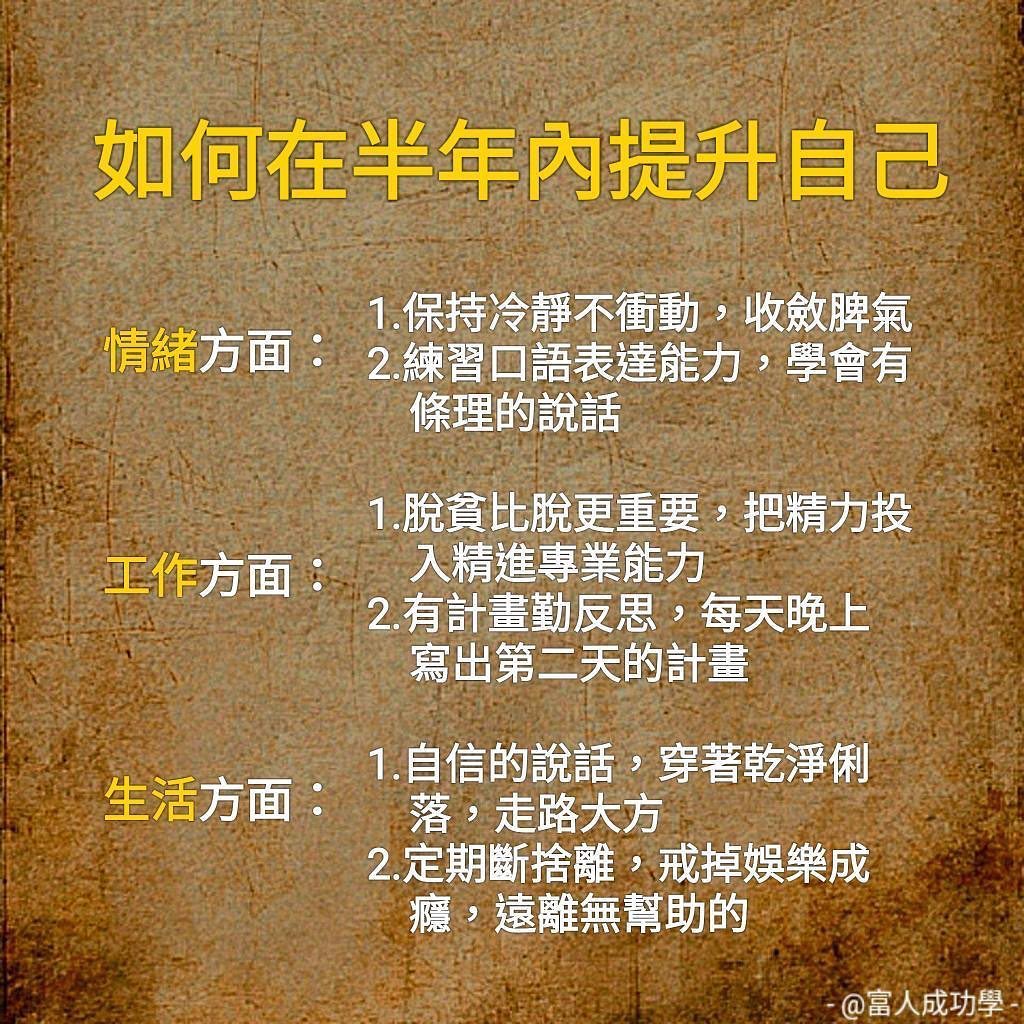 如何在半年內提升自己
情緒方面：
1.保持冷靜不衝動，收斂脾氣
2.練習口語表達能力，學會有
條理的說話
工作方面：
1.脫貧比脫更重要，把精力投
入精進專業能力
2.有計畫勤反思，每天晚上
寫出第二天的計畫
生活方面：
1.自信的說話，穿著乾淨俐
落，走路大方
2.定期斷捨離，戒掉娛樂成
癮，遠離無幫助的
- @富人成功學 -